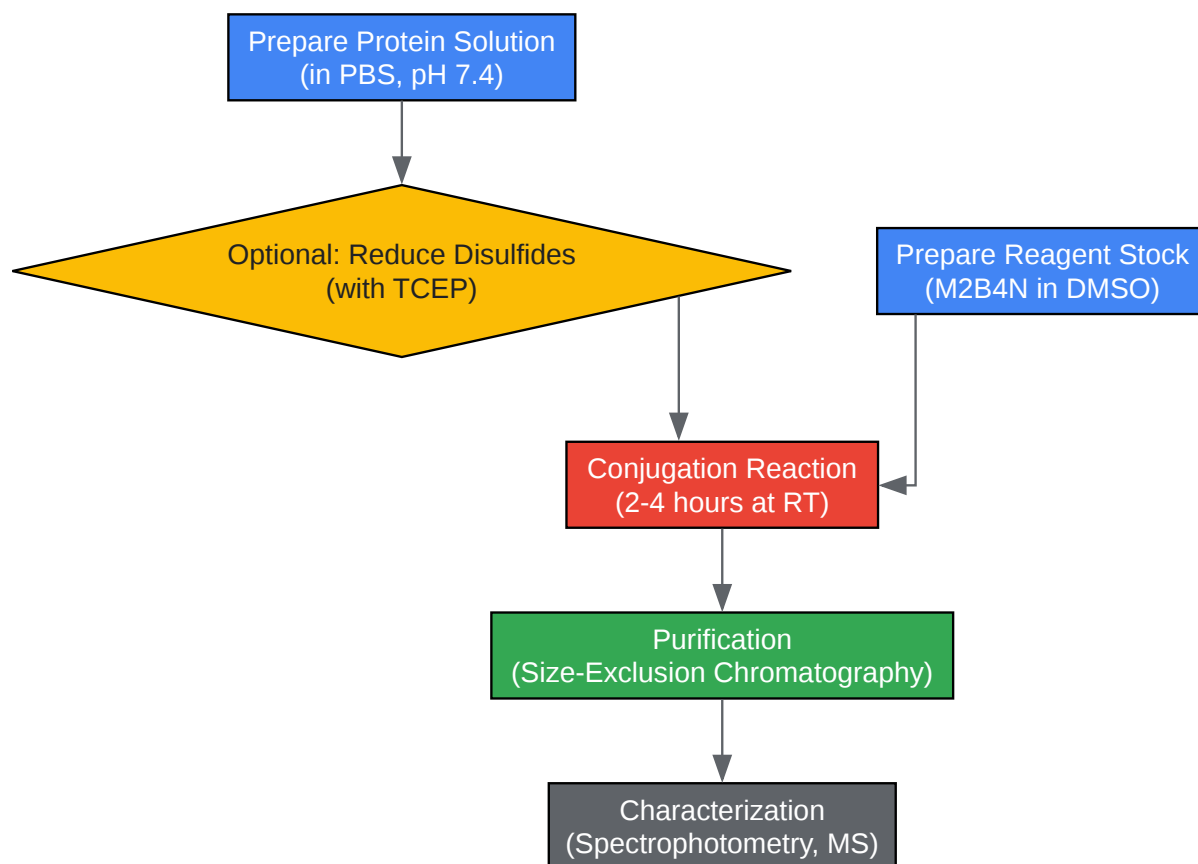 Prepare Protein Solution
(in PBS, pH 7.4)
Optional: Reduce Disulfides
(with TCEP)
Prepare Reagent Stock
(M2B4N in DMSO)
Conjugation Reaction
(2-4 hours at RT)
Purification
(Size-Exclusion Chromatography)
Characterization
(Spectrophotometry, MS)